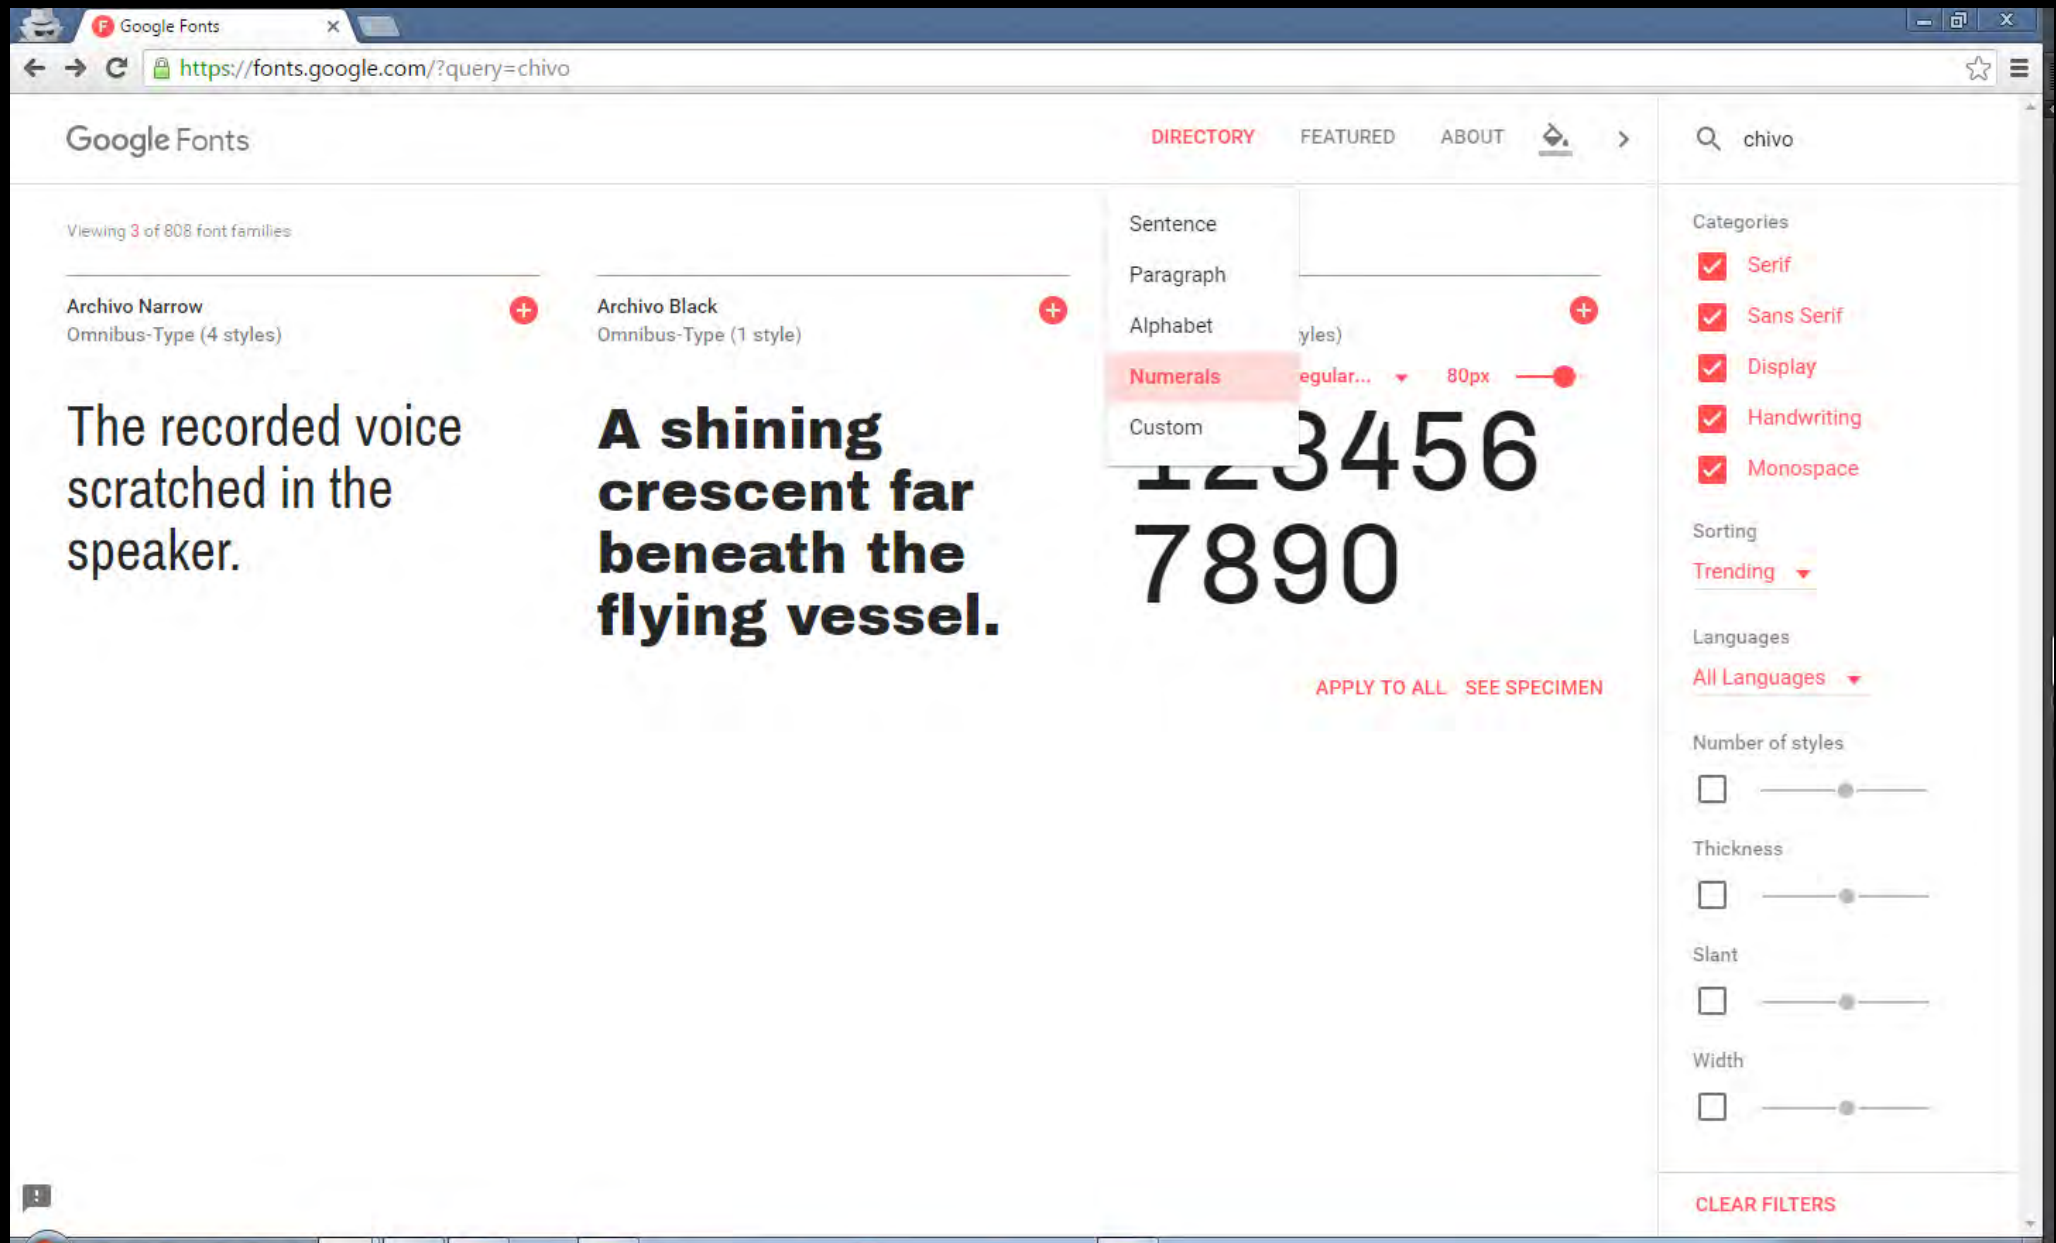 Google Fonts
https://fonts.google.com/?query=chivo
Google Fonts
DIRECTORY FEATURED ABOUT
chivo
Viewing 3 of 808 font families
Archivo Narrow
Omnibus-Type (4 styles)
The recorded voice
scratched in the
speaker.
Archivo Black
Omnibus-Type (1 style)
A shining
crescent far
beneath the
flying vessel.
Sentence
Paragraph
Alphabet
Numerals
Custom
yles)
egular... 80px
123456
7890
APPLY TO ALL SEE SPECIMEN
Categories
Serif
Sans Serif
Display
Handwriting
Monospace
Sorting
Trending
Languages
All Languages
Number of styles
Thickness
Slant
Width
CLEAR FILTERS